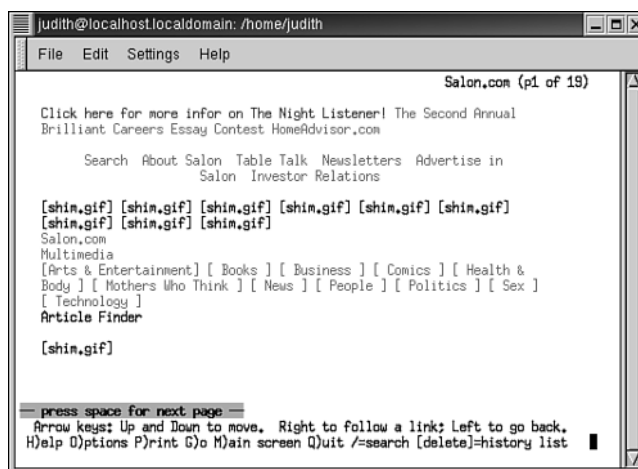 judith@localhost.localdomain: /home/judith
File Edit Settings Help
Salon.com (p1 of 19)
Click here for more infor on The Night Listener! The Second Annual
Brilliant Careers Essay Contest HomeAdvisor.com
Search About Salon Table Talk Newsletters Advertise in
Salon Investor Relations
[shim.gif] [shim.gif] [shim.gif] [shim.gif] [shim.gif] [shim.gif]
[shim.gif] [shim.gif] [shim.gif]
Salon.com
Multimedia
[Arts & Entertainment] [ Books ] [ Business ] [ Comics ] [ Health &
Body ] [ Mothers Who Think ] [ News ] [ People ] [ Politics ] [ Sex ]
[ Technology ]
Article Finder
[shim.gif]
— press space for next page —
Arrow keys: Up and Down to move. Right to follow a link; Left to go back.
H)elp O)ptions P)rint G)o M)ain screen Q)uit /=search [delete]=history list